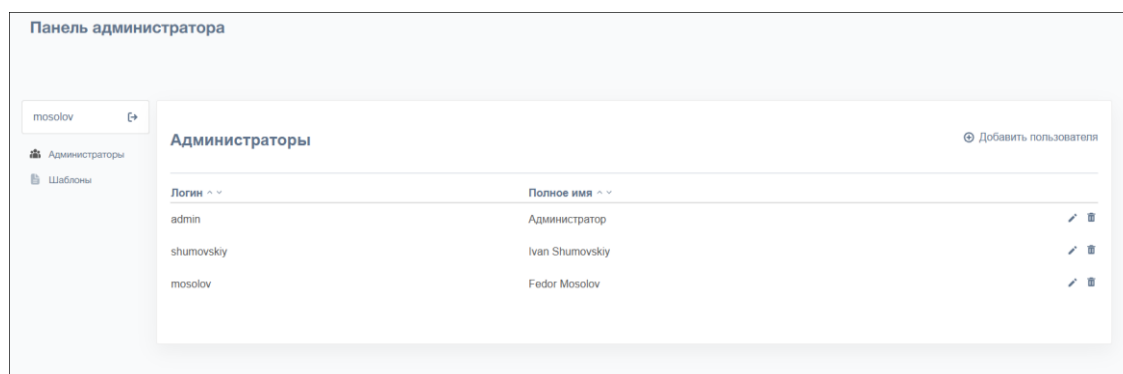 Панель администратора
mosolov
Администраторы
Шаблоны
Администраторы
Добавить пользователя
Логин
Полное имя
admin
Администратор
shumovskiy
Ivan Shumovskiy
mosolov
Fedor Mosolov